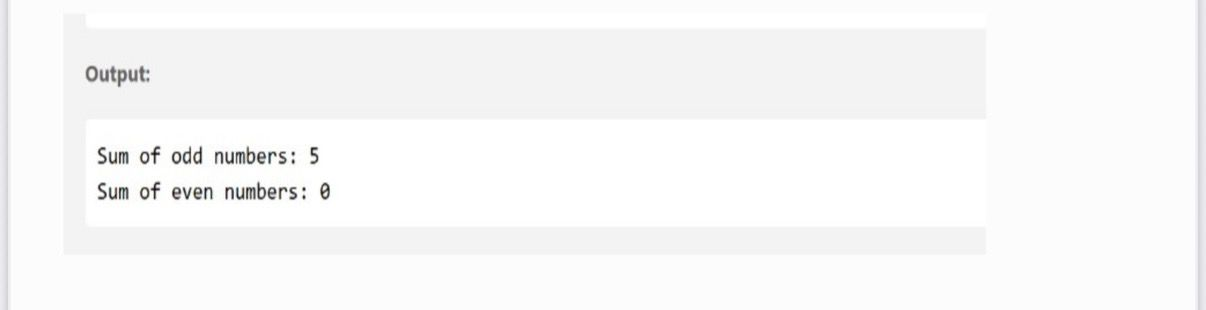 Output:
Sum of odd numbers: 5
Sum of even numbers: 0